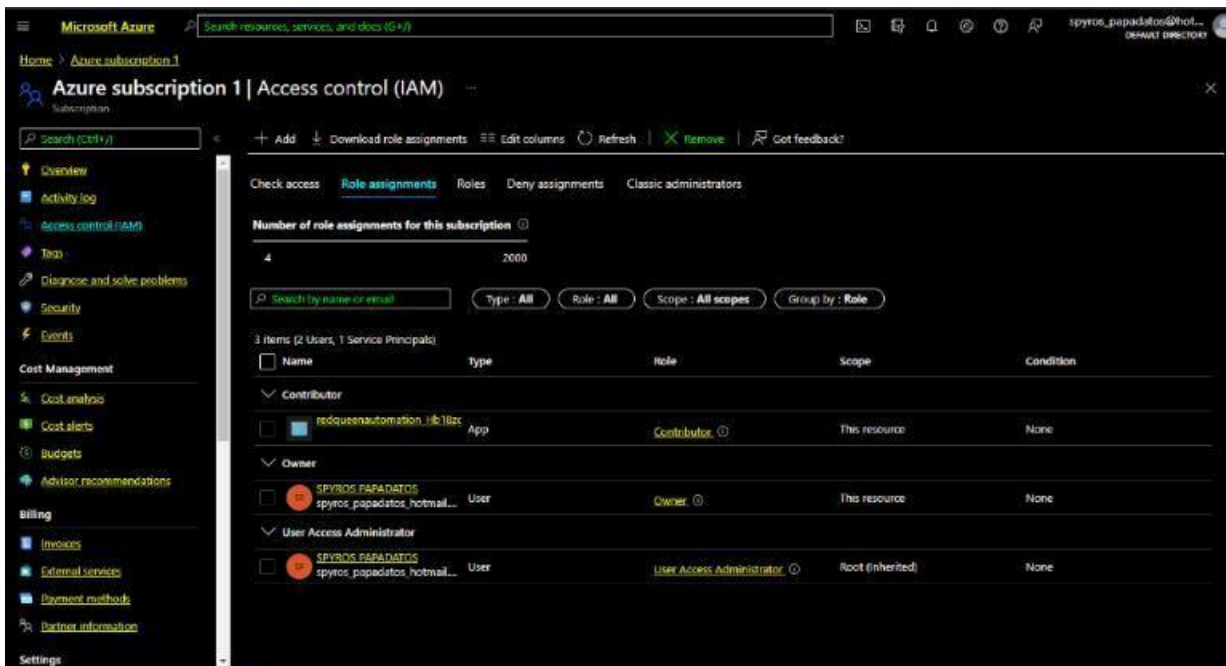 Microsoft Azure
Search resources, services, and docs (G+/)
spyros_papadatos@hot...
DEFAULT DIRECTORY
Home > Azure subscription 1
Azure subscription 1 | Access control (IAM) ...
Subscription
Search (Ctrl+/)
+ Add Download role assignments Edit columns Refresh Remove Got feedback?
Overview
Activity log
Access control (IAM)
Tags
Diagnose and solve problems
Security
Events
Cost Management
Cost analysis
Cost alerts
Budgets
Advisor recommendations
Billing
Invoices
External services
Payment methods
Partner information
Settings
Check access Role assignments Roles Deny assignments Classic administrators
Number of role assignments for this subscription
4 2000
Search by name or email Type : All Role : All Scope : All scopes Group by : Role
3 items (2 Users, 1 Service Principals)
Name Type Role Scope Condition
Contributor
redqueenautomation_Hb18zc App Contributor This resource None
Owner
SPYROS PAPADATOS
spyros_papadatos_hotmail.... User Owner This resource None
User Access Administrator
SPYROS PAPADATOS
spyros_papadatos_hotmail.... User User Access Administrator Root (Inherited) None